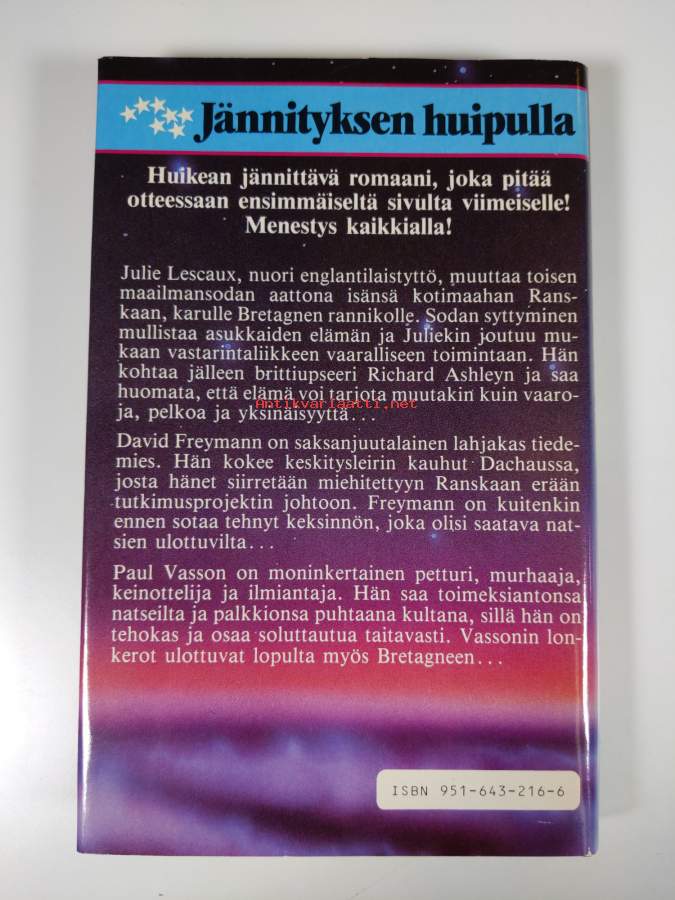 Jännityksen huipulla
Huikean jännittävä romaani, joka pitää
otteessaan ensimmäiseltä sivulta viimeiselle!
Menestys kaikkialla!
Julie Lescaux, nuori englantilaistyttö, muuttaa toisen
maailmansodan aattona isänsä kotimaahan Rans-
kaan, karulle Bretagnen rannikolle. Sodan syttyminen
mullistaa asukkaiden elämän ja Juliekin joutuu mu-
kaan vastarintaliikkeen vaaralliseen toimintaan. Hän
kohtaa jälleen brittiupseeri Richard Ashleyn ja saa
huomata, että elämä voi tarjota muutakin kuin vaaro-
ja, pelkoa ja yksinäisyyttä...
Antikvariaatti.net
David Freymann on saksanjuutalainen lahjakas tiede-
mies. Hän kokee keskitysleirin kauhut Dachaussa,
josta hänet siirretään miehitettyyn Ranskaan erään
tutkimusprojektin johtoon. Freymann on kuitenkin
ennen sotaa tehnyt keksinnön, joka olisi saatava nat-
sien ulottuvilta...
Paul Vasson on moninkertainen petturi, murhaaja,
keinottelija ja ilmiantaja. Hän saa toimeksiantonsa
natseilta ja palkkionsa puhtaana kultana, sillä hän on
tehokas ja osaa soluttautua taitavasti. Vassonin lon-
kerot ulottuvat lopulta myös Bretagneen...
ISBN 951-643-216-6